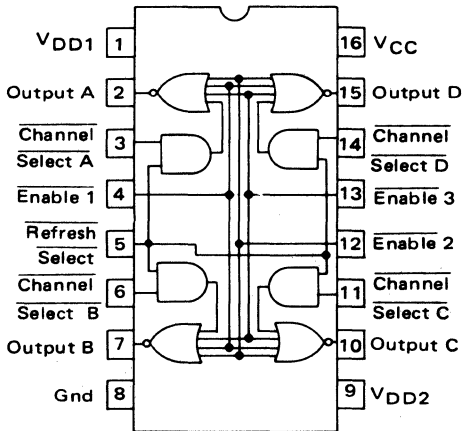 VDD1 1
16 VCC
Output A 2
15 Output D
Channel
Select A
3
14
Channel
Select D
Enable 1 4
13 Enable 3
Refresh
Select
5
12 Enable 2
Channel
Select B
6
11
Channel
Select C
Output B 7
10 Output C
Gnd 8
9 VDD2